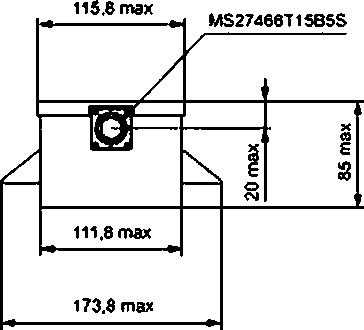 115,8 max
MS27466T15B5S
20 max
85 max
111,8 max
173,8 max